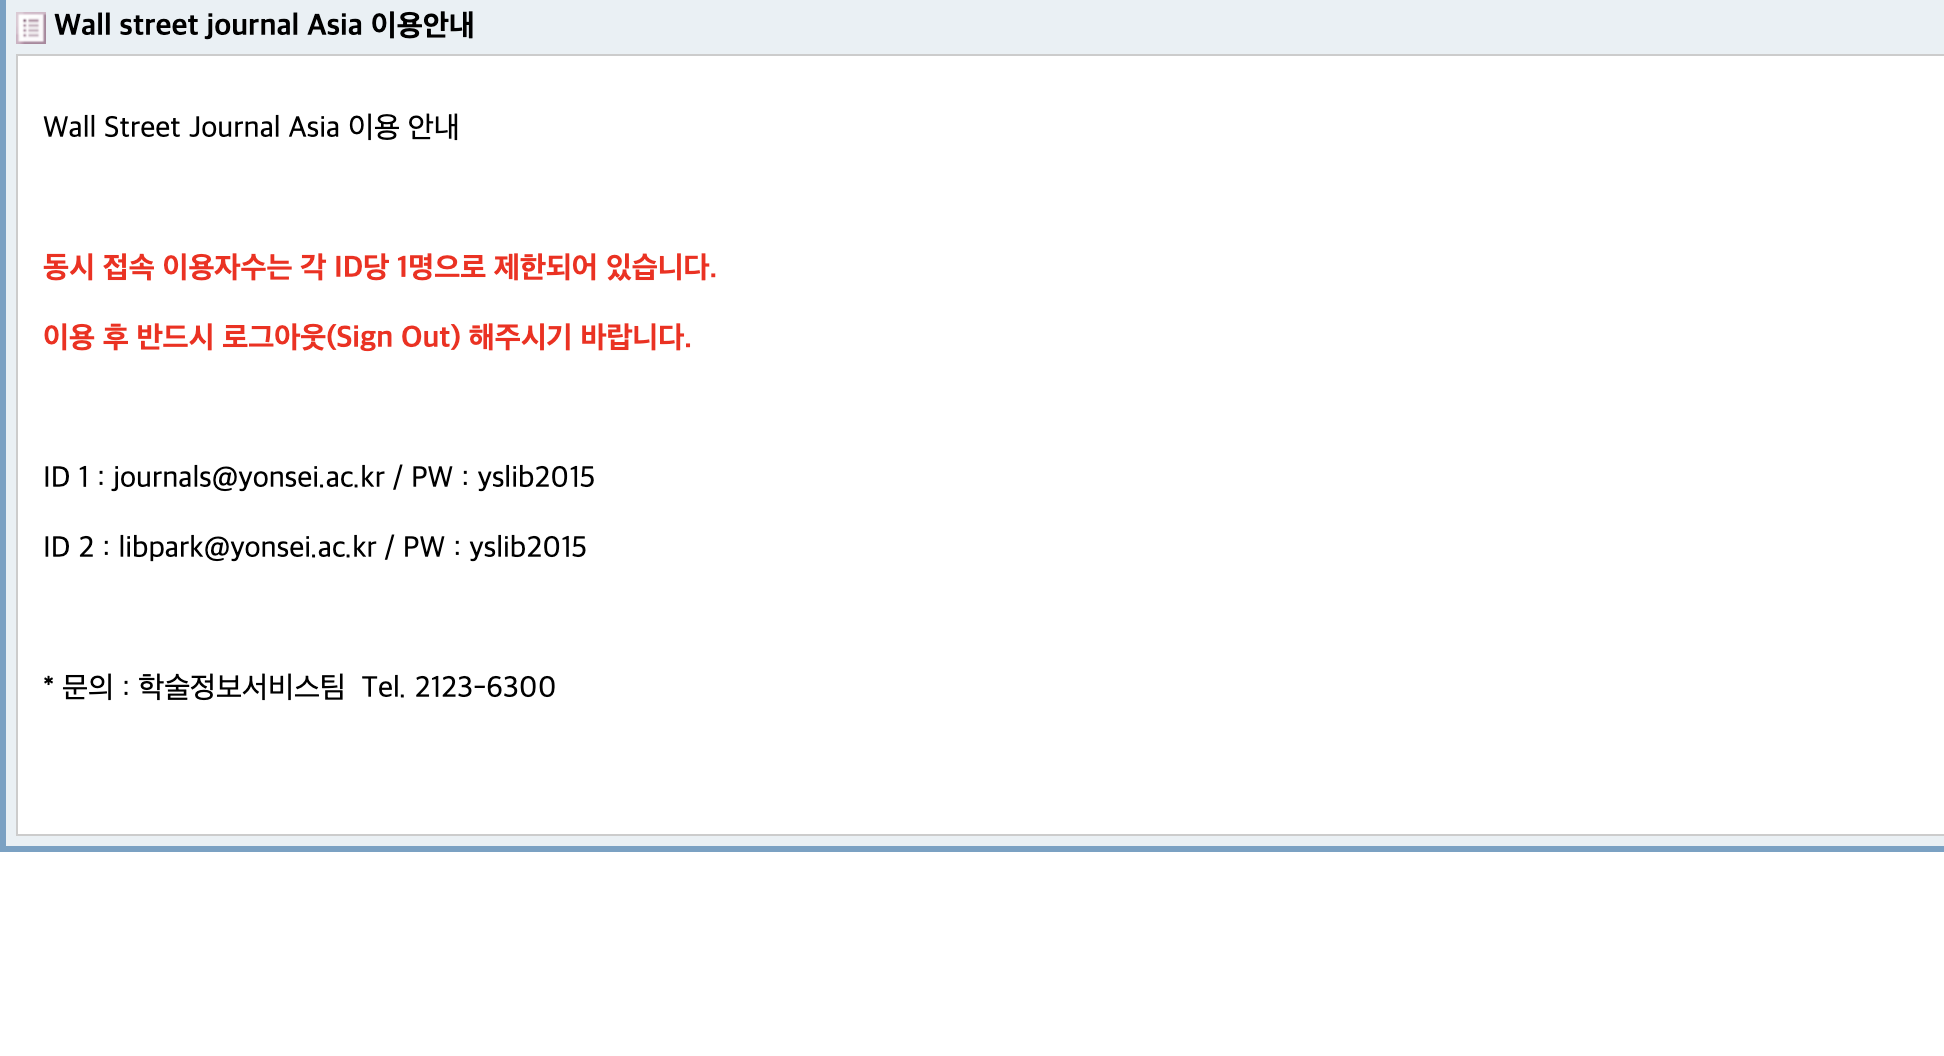 Wall street journal Asia 이용안내
Wall Street Journal Asia 이용 안내
동시 접속 이용자수는 각 ID당 1명으로 제한되어 있습니다.
이용 후 반드시 로그아웃(Sign Out) 해주시기 바랍니다.
ID 1 : journals@yonsei.ac.kr / PW : yslib2015
ID 2 : libpark@yonsei.ac.kr / PW : yslib2015
* 문의 : 학술정보서비스팀  Tel. 2123-6300